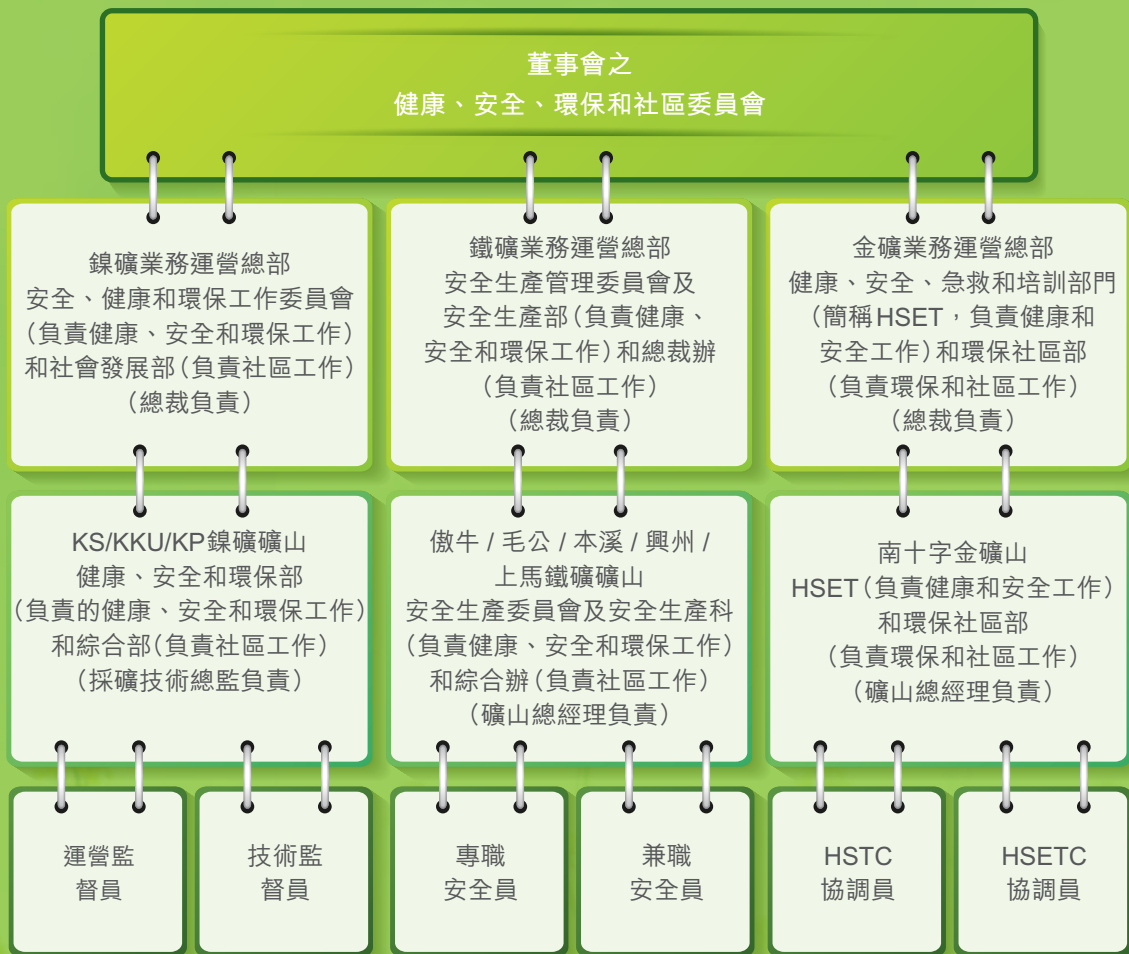 董事會之
健康、安全、環保和社區委員會
鎳礦業務運營總部
安全、健康和環保工作委員會
(負責健康、安全和環保工作)
和社會發展部(負責社區工作)
(總裁負責)
鐵礦業務運營總部
安全生產管理委員會及
安全生產部(負責健康、
安全和環保工作)和總裁辦
(負責社區工作)
(總裁負責)
金礦業務運營總部
健康、安全、急救和培訓部門
(簡稱HSET，負責健康和
安全工作)和環保社區部
(負責環保和社區工作)
(總裁負責)
KS/KKU/KP鎳礦礦山
健康、安全和環保部
(負責的健康、安全和環保工作)
和綜合部(負責社區工作)
(採礦技術總監負責)
傲牛 / 毛公 / 本溪 / 興州 /
上馬鐵礦礦山
安全生產委員會及安全生產科
(負責健康、安全和環保工作)
和綜合辦(負責社區工作)
(礦山總經理負責)
南十字金礦山
HSET(負責健康和安全工作)
和環保社區部
(負責環保和社區工作)
(礦山總經理負責)
運營監
督員
技術監
督員
專職
安全員
兼職
安全員
HSTC
協調員
HSETC
協調員